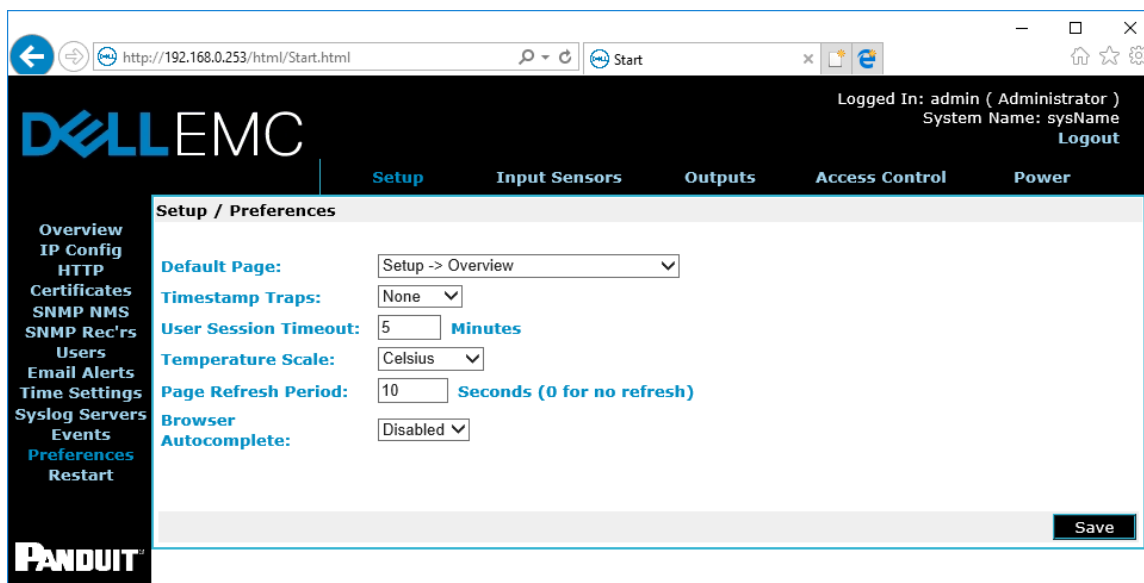 http://192.168.0.253/html/Start.html
Start
Logged In: admin ( Administrator )
System Name: sysName
Logout
DELLEMC
Setup Input Sensors Outputs Access Control Power
Setup / Preferences
Overview
IP Config
HTTP
Certificates
SNMP NMS
SNMP Rec'rs
Users
Email Alerts
Time Settings
Syslog Servers
Events
Preferences
Restart
Default Page: Setup -> Overview
Timestamp Traps: None
User Session Timeout: 5 Minutes
Temperature Scale: Celsius
Page Refresh Period: 10 Seconds (0 for no refresh)
Browser
Autocomplete: Disabled
Save
PANDUIT